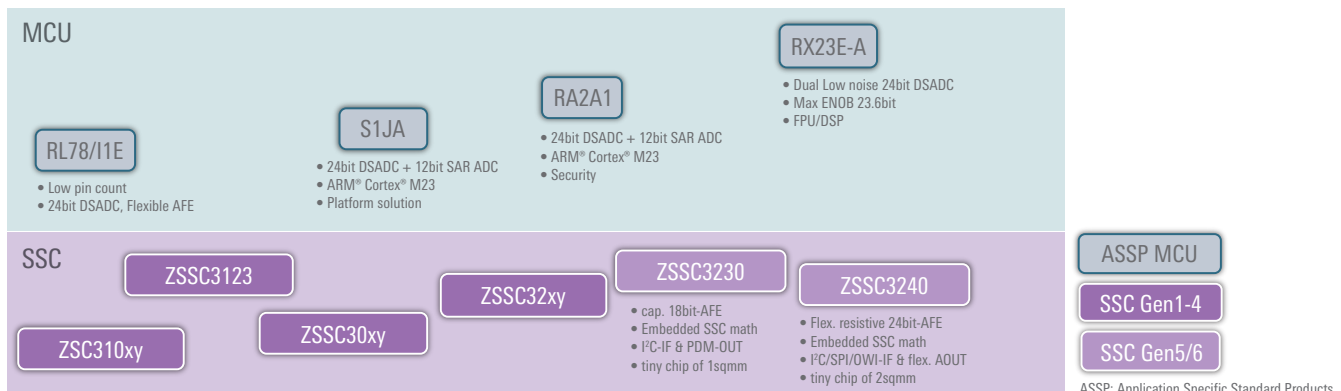 MCU
RX23E-A
• Dual Low noise 24bit DSADC
• Max ENOB 23.6bit
• FPU/DSP
RA2A1
• 24bit DSADC + 12bit SAR ADC
• ARM® Cortex® M23
• Security
S1JA
• 24bit DSADC + 12bit SAR ADC
• ARM® Cortex® M23
• Platform solution
RL78/I1E
• Low pin count
• 24bit DSADC, Flexible AFE
SSC
ZSSC3123
ZSC310xy
ZSSC30xy
ZSSC32xy
ZSSC3230
• cap. 18bit-AFE
• Embedded SSC math
• I²C-IF & PDM-OUT
• tiny chip of 1sqmm
ZSSC3240
• Flex. resistive 24bit-AFE
• Embedded SSC math
• I²C/SPI/OWI-IF & flex. AOUT
• tiny chip of 2sqmm
ASSP MCU
SSC Gen1-4
SSC Gen5/6
ASSP: Application Specific Standard Products